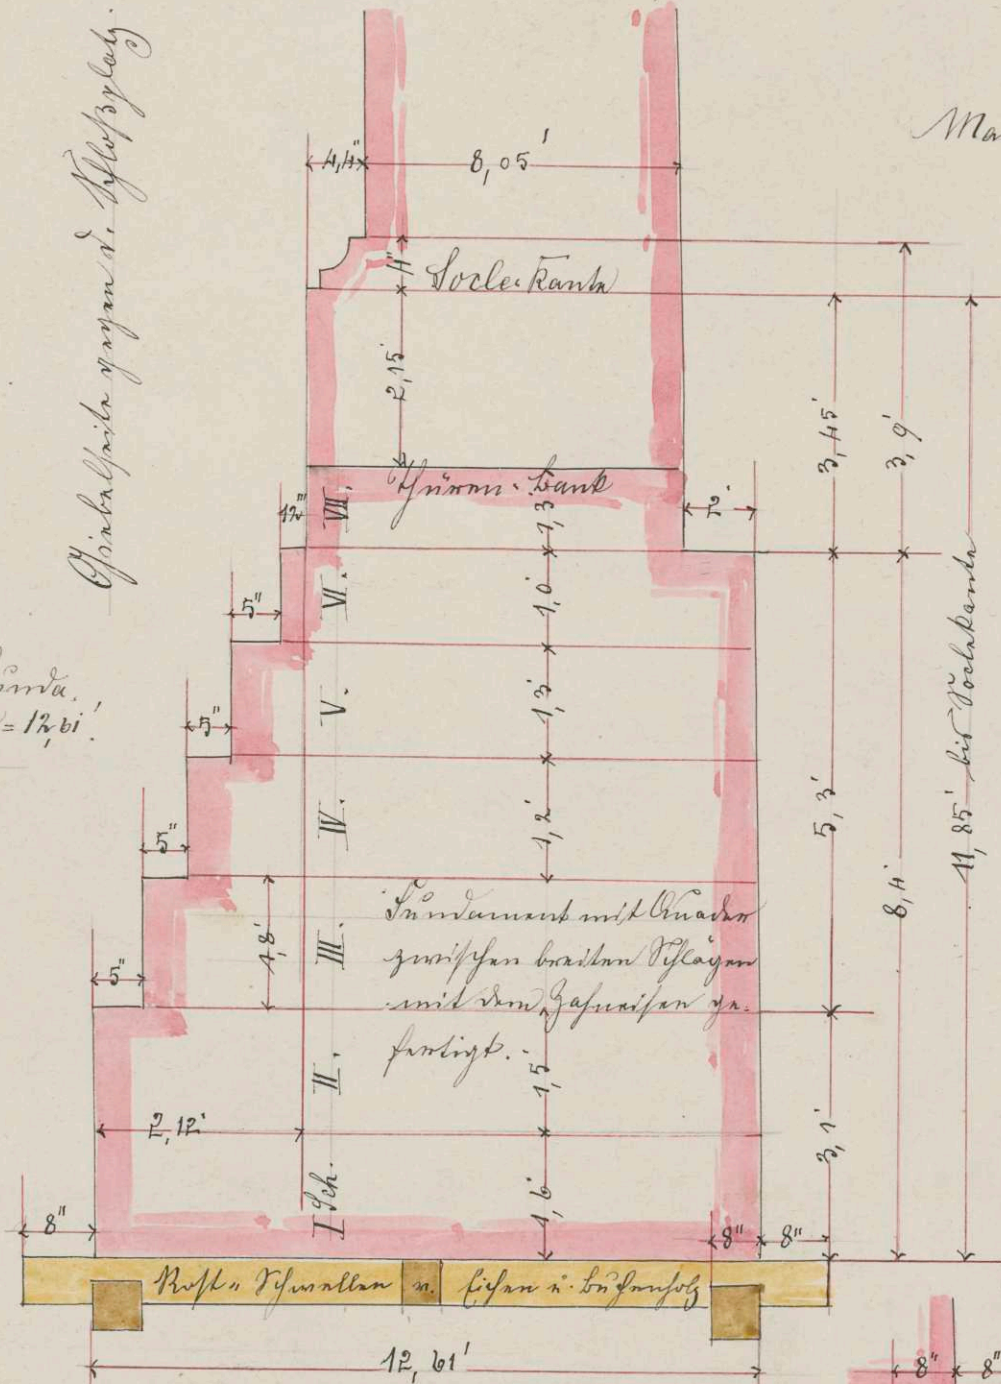 Giebelseite gegen d. Schloßplatz.
Ma
4,4"
8,05'
4"
Socle-Kante
2,15'
3,45'
3,9'
Thüren-Bank
12'''
VII.
1,3'
5"
VI.
1,0'
5"
V.
1,3'
= 12,61'.
5"
IV.
1,2'
5,3'
8,4'
11,85' bis Soclekante
5"
III.
1,8'
Fundament mit Quader
zwischen breiten Schlägen
mit dem Zahneisen ge-
fertigt.
II.
1,5'
2,12'
3,1'
I Sch.
1,6'
8"
8"
8"
Rost-Schwellen v. Eichen u. Buchenholz
12,61'
8"
8"